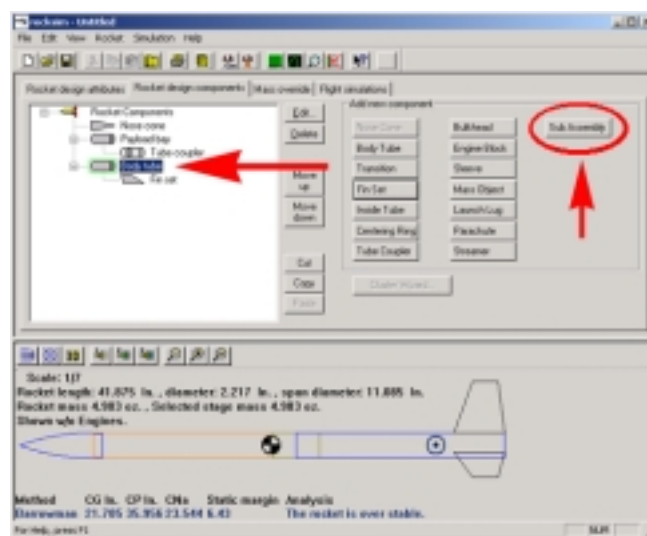 rocksim - Untitled
File Edit View Rocket Simulation Help
Rocket design attributes Rocket design components Mass override Flight simulations
Rocket Components
Nose cone
Payload bay
Tube coupler
Body tube
Fin set
Edit..
Delete
Move up
Move down
Cut
Copy
Paste
Add new component
Nose Cone
Body Tube
Transition
Fin Set
Inside Tube
Centering Ring
Tube Coupler
Bulkhead
Engine Block
Sleeve
Mass Object
Launch Lug
Parachute
Streamer
Sub Assembly
Cluster Wizard...
Scale: 1/7
Rocket length: 41.875 In. , diameter: 2.217 In. , span diameter: 11.885 In.
Rocket mass 4.983 oz. , Selected stage mass 4.983 oz.
Shown w/o Engines.
Method CG In. CP In. CNa Static margin Analysis
Barrowman 21.705 35.956 23.544 6.43 The rocket is over stable.
For Help, press F1
NUM